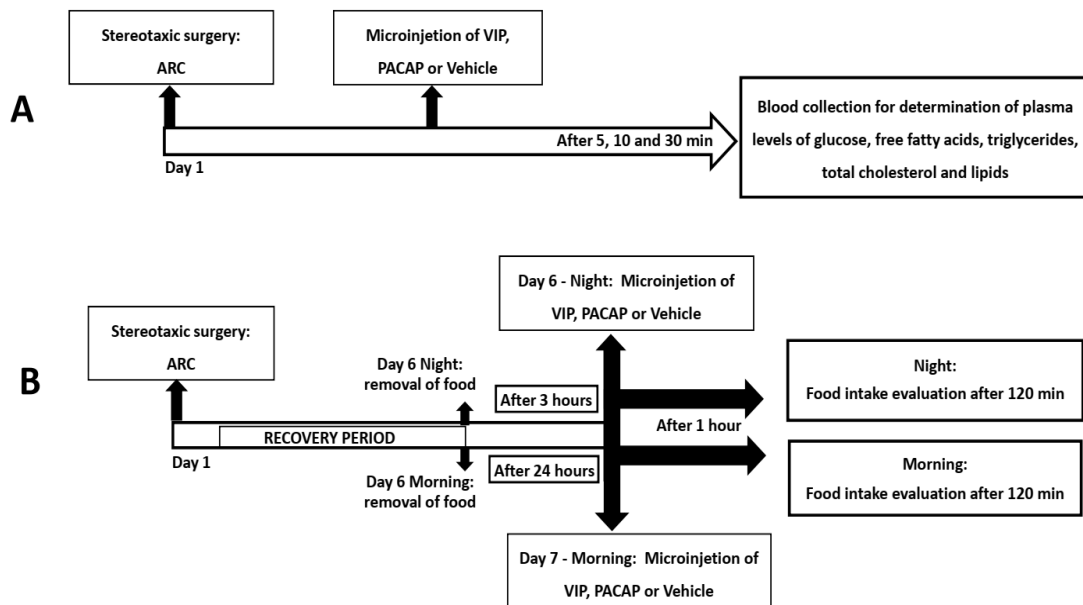 A
Stereotaxic surgery:
ARC
Microinjetion of VIP,
PACAP or Vehicle
After 5, 10 and 30 min
Day 1
Blood collection for determination of plasma
levels of glucose, free fatty acids, triglycerides,
total cholesterol and lipids
B
Stereotaxic surgery:
ARC
Day 6 - Night: Microinjetion of
VIP, PACAP or Vehicle
Day 6 Night:
removal of food
After 3 hours
RECOVERY PERIOD
Day 1
Day 6 Morning:
removal of food
After 24 hours
After 1 hour
Night:
Food intake evaluation after 120 min
Morning:
Food intake evaluation after 120 min
Day 7 - Morning: Microinjetion of
VIP, PACAP or Vehicle